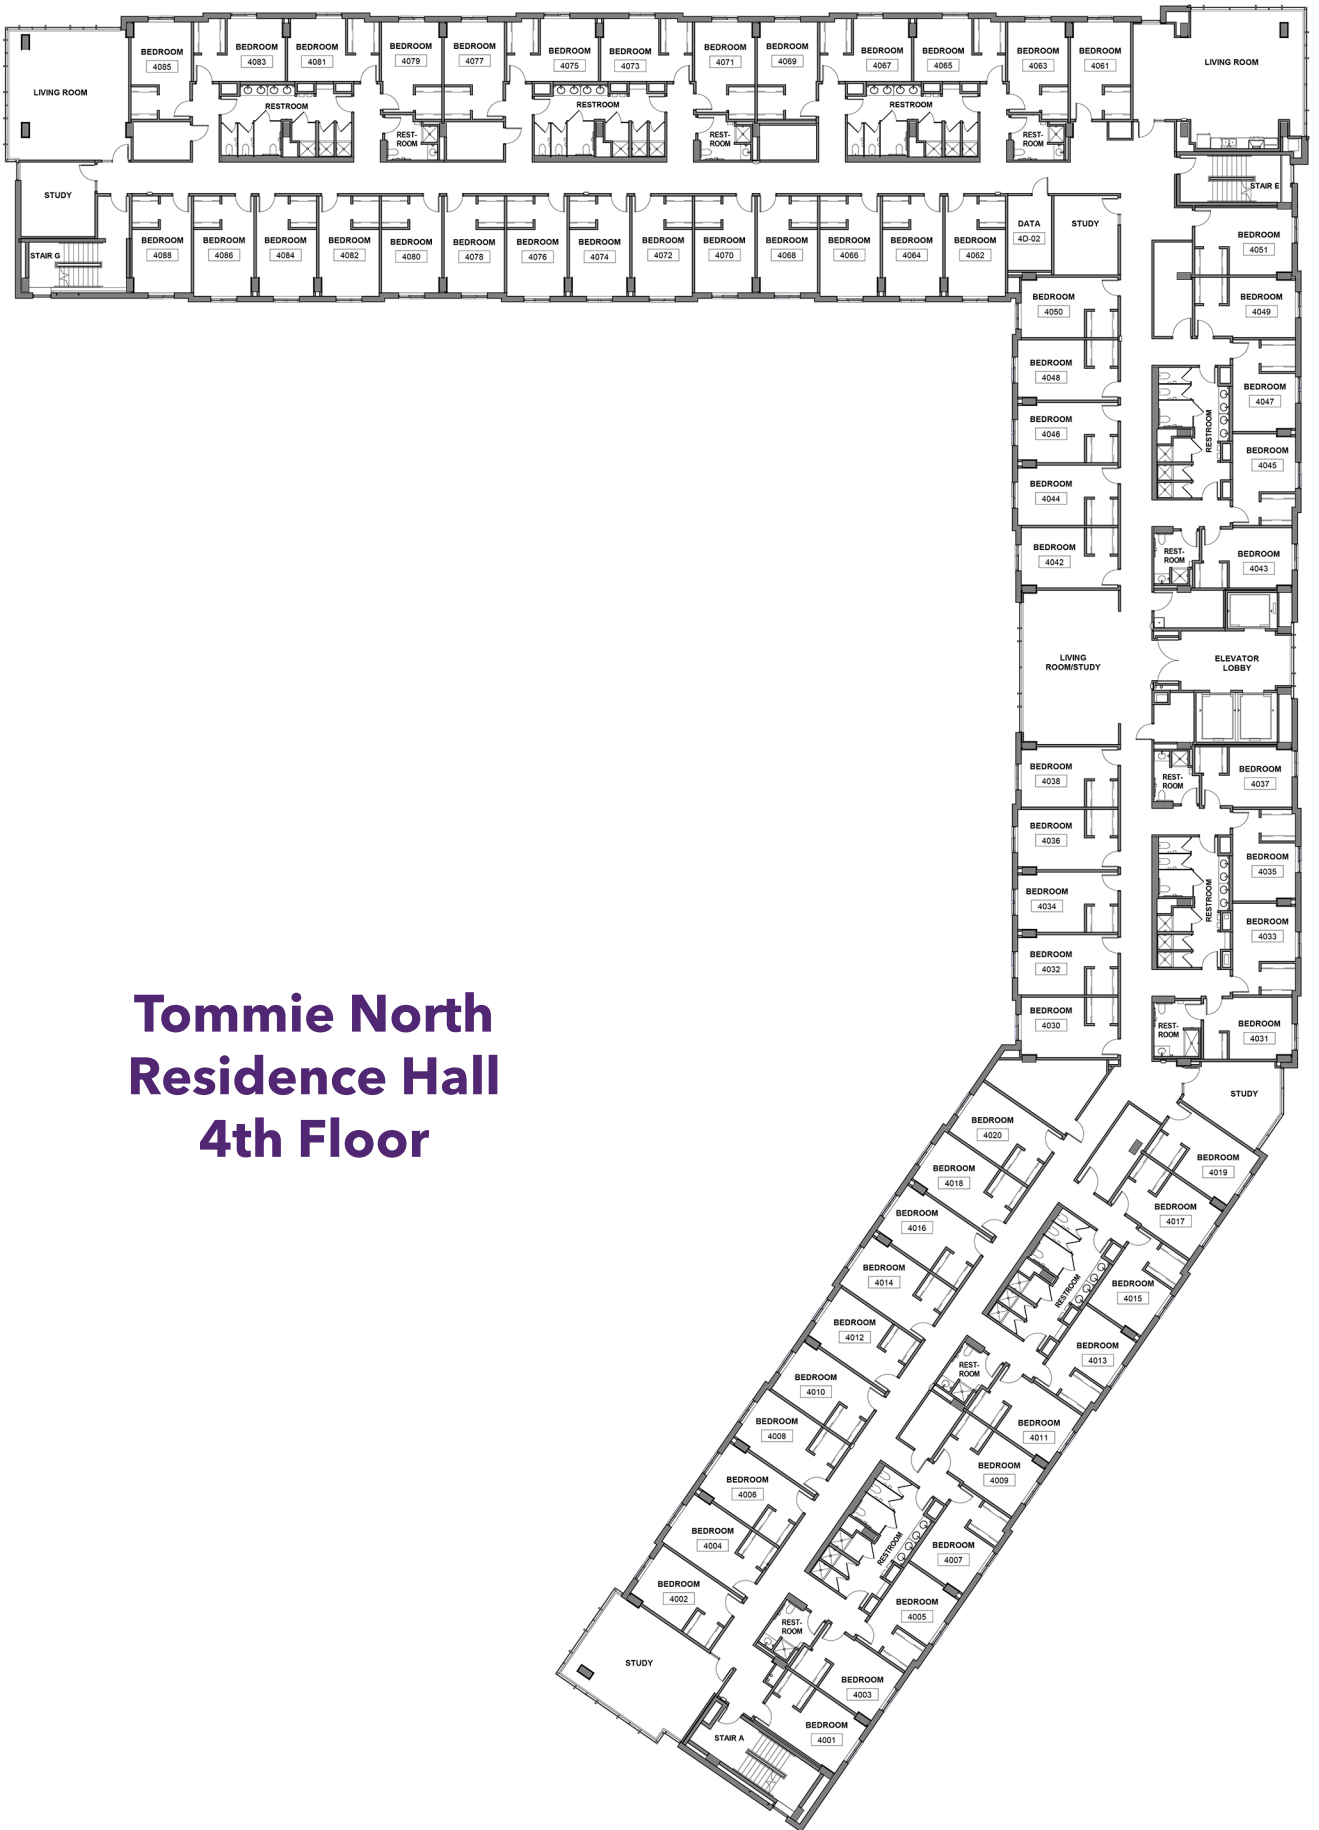 BEDROOM
4085
BEDROOM
4083
BEDROOM
4081
BEDROOM
4079
BEDROOM
4077
BEDROOM
4075
BEDROOM
4073
BEDROOM
4071
BEDROOM
4069
BEDROOM
4067
BEDROOM
4065
BEDROOM
4063
BEDROOM
4061
LIVING ROOM
LIVING ROOM
RESTROOM
REST-
ROOM
RESTROOM
REST-
ROOM
RESTROOM
REST-
ROOM
STUDY
STAIR G
BEDROOM
4088
BEDROOM
4086
BEDROOM
4084
BEDROOM
4082
BEDROOM
4080
BEDROOM
4078
BEDROOM
4076
BEDROOM
4074
BEDROOM
4072
BEDROOM
4070
BEDROOM
4068
BEDROOM
4066
BEDROOM
4064
BEDROOM
4062
DATA
4D-02
STUDY
STAIR E
BEDROOM
4051
BEDROOM
4050
BEDROOM
4049
BEDROOM
4048
BEDROOM
4047
BEDROOM
4046
RESTROOM
BEDROOM
4045
BEDROOM
4044
BEDROOM
4042
REST-
ROOM
BEDROOM
4043
LIVING
ROOM/STUDY
ELEVATOR
LOBBY
BEDROOM
4038
REST-
ROOM
BEDROOM
4037
BEDROOM
4036
BEDROOM
4035
BEDROOM
4034
RESTROOM
BEDROOM
4033
BEDROOM
4032
BEDROOM
4030
REST-
ROOM
BEDROOM
4031
STUDY
Tommie North
Residence Hall
4th Floor
BEDROOM
4020
BEDROOM
4019
BEDROOM
4018
BEDROOM
4017
BEDROOM
4016
BEDROOM
4014
RESTROOM
BEDROOM
4015
BEDROOM
4012
BEDROOM
4013
REST-
ROOM
BEDROOM
4010
BEDROOM
4011
BEDROOM
4008
BEDROOM
4009
BEDROOM
4006
BEDROOM
4004
RESTROOM
BEDROOM
4007
BEDROOM
4002
BEDROOM
4005
REST-
ROOM
STUDY
BEDROOM
4003
STAIR A
BEDROOM
4001